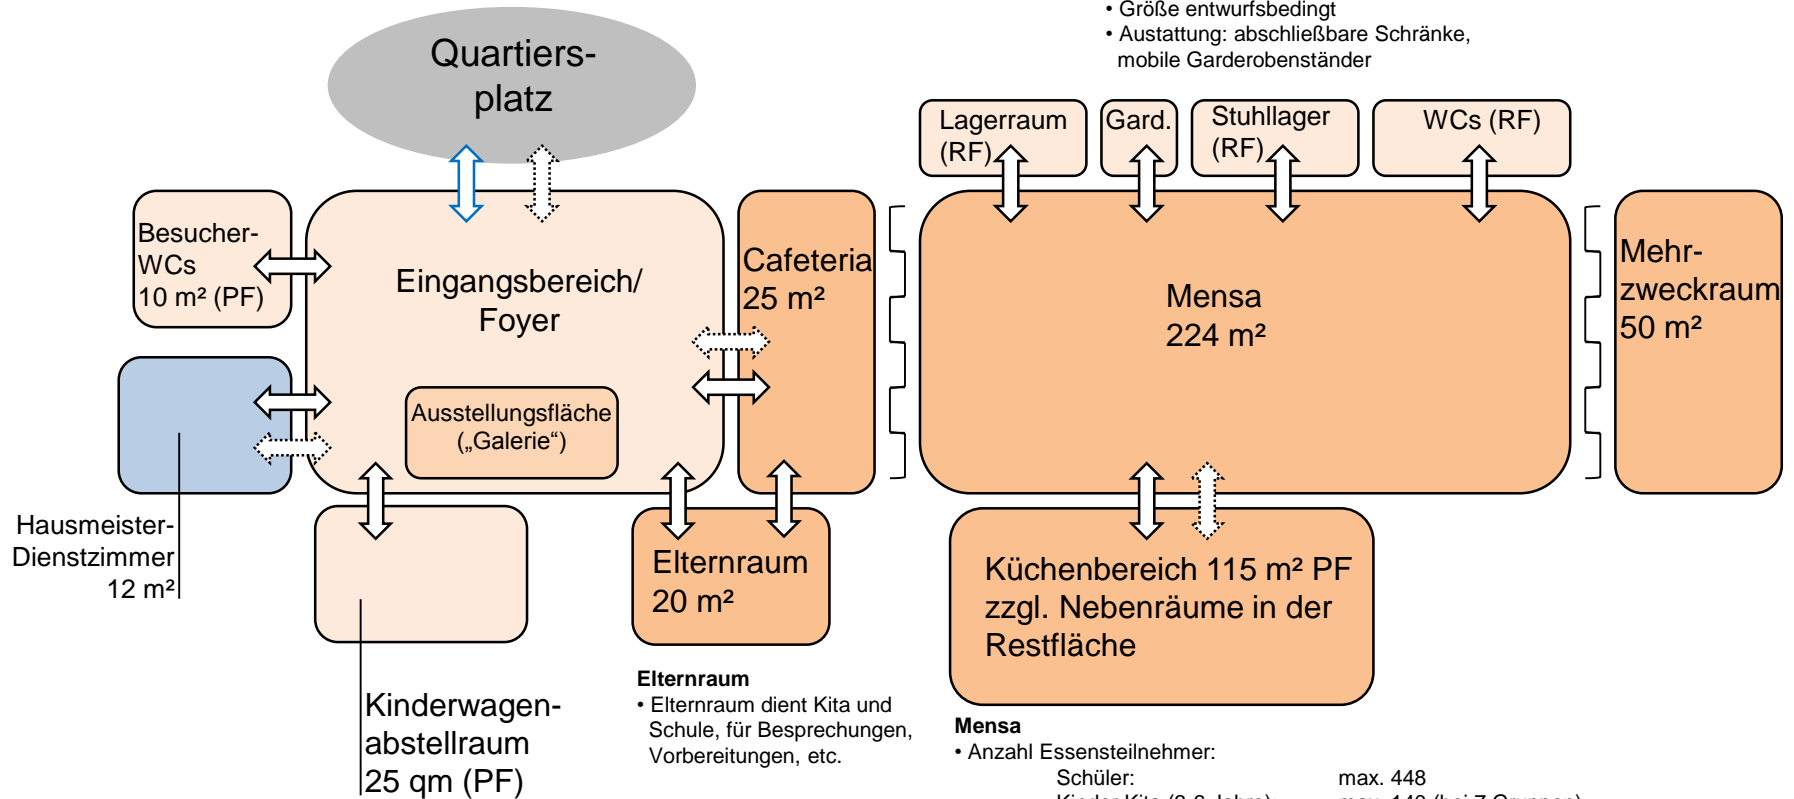 • Größe entwurfsbedingt
• Austattung: abschließbare Schränke,
mobile Garderobenständer
Quartiers-
platz
Lagerraum
(RF)
Gard.
Stuhllager
(RF)
WCs (RF)
Besucher-
WCs
10 m² (PF)
Eingangsbereich/
Foyer
Cafeteria
25 m²
Mensa
224 m²
Mehr-
zweckraum
50 m²
Ausstellungsfläche
(„Galerie“)
Hausmeister-
Dienstzimmer
12 m²
Elternraum
20 m²
Küchenbereich 115 m² PF
zzgl. Nebenräume in der
Restfläche
Kinderwagen-
abstellraum
25 qm (PF)
Elternraum
• Elternraum dient Kita und
Schule, für Besprechungen,
Vorbereitungen, etc.
Mensa
• Anzahl Essensteilnehmer:
Schüler: max. 448